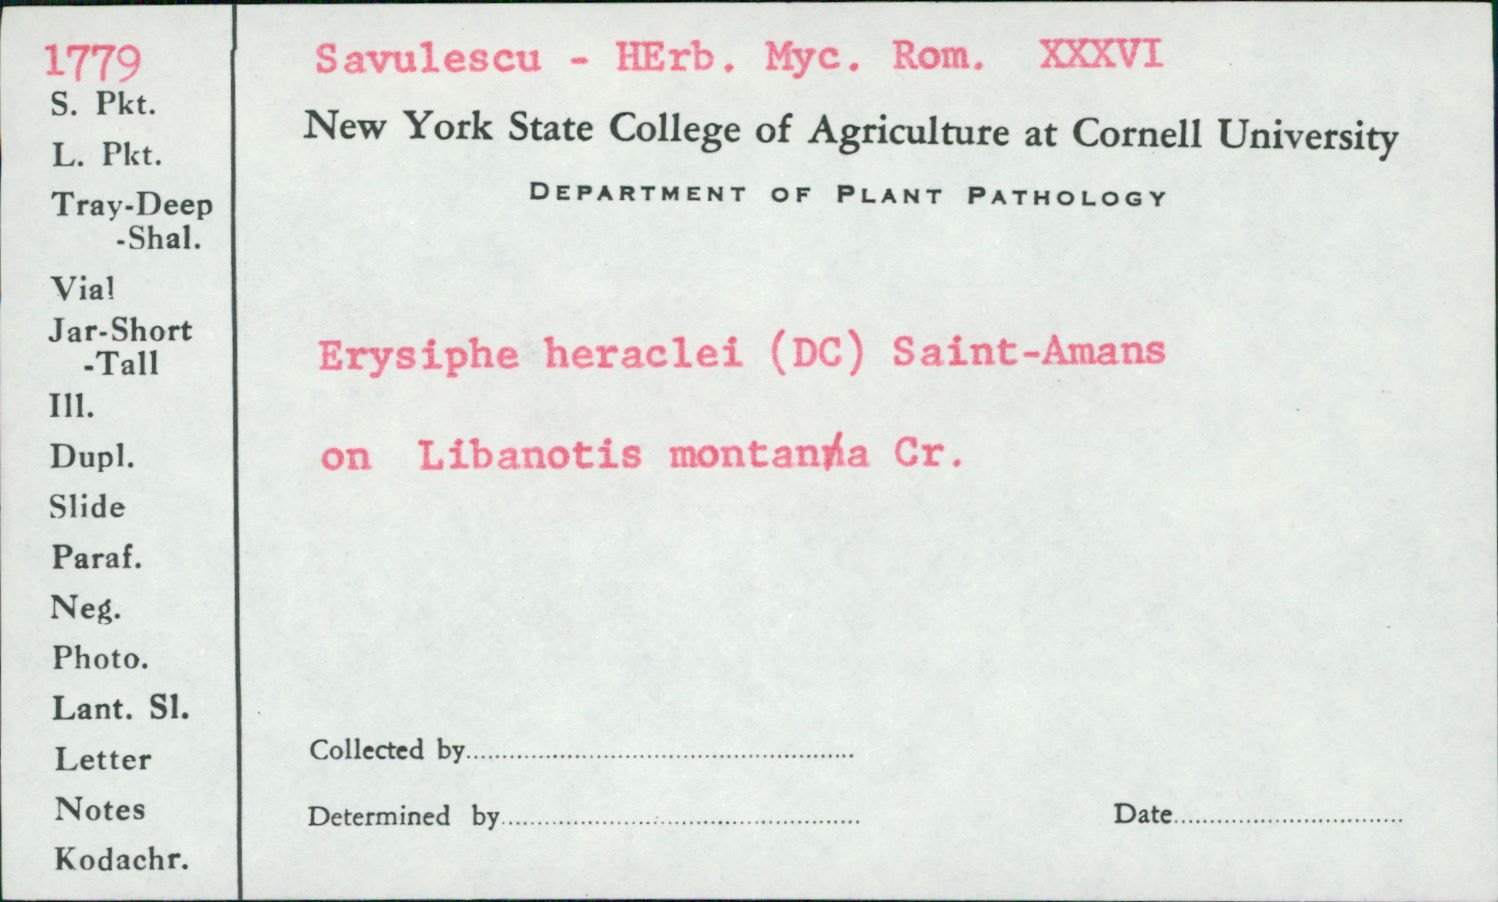 1779
S. Pkt.
L. Pkt.
Tray-Deep
-Shal.
Vial
Jar-Short
-Tall
Ill.
Dupl.
Slide
Paraf.
Neg.
Photo.
Lant. Sl.
Letter
Notes
Kodachr.
Savulescu - HErb. Myc. Rom. XXXVI
New York State College of Agriculture at Cornell University
DEPARTMENT OF PLANT PATHOLOGY
Erysiphe heraclei (DC) Saint-Amans
on Libanotis montana Cr.
Collected by
Determined by
Date